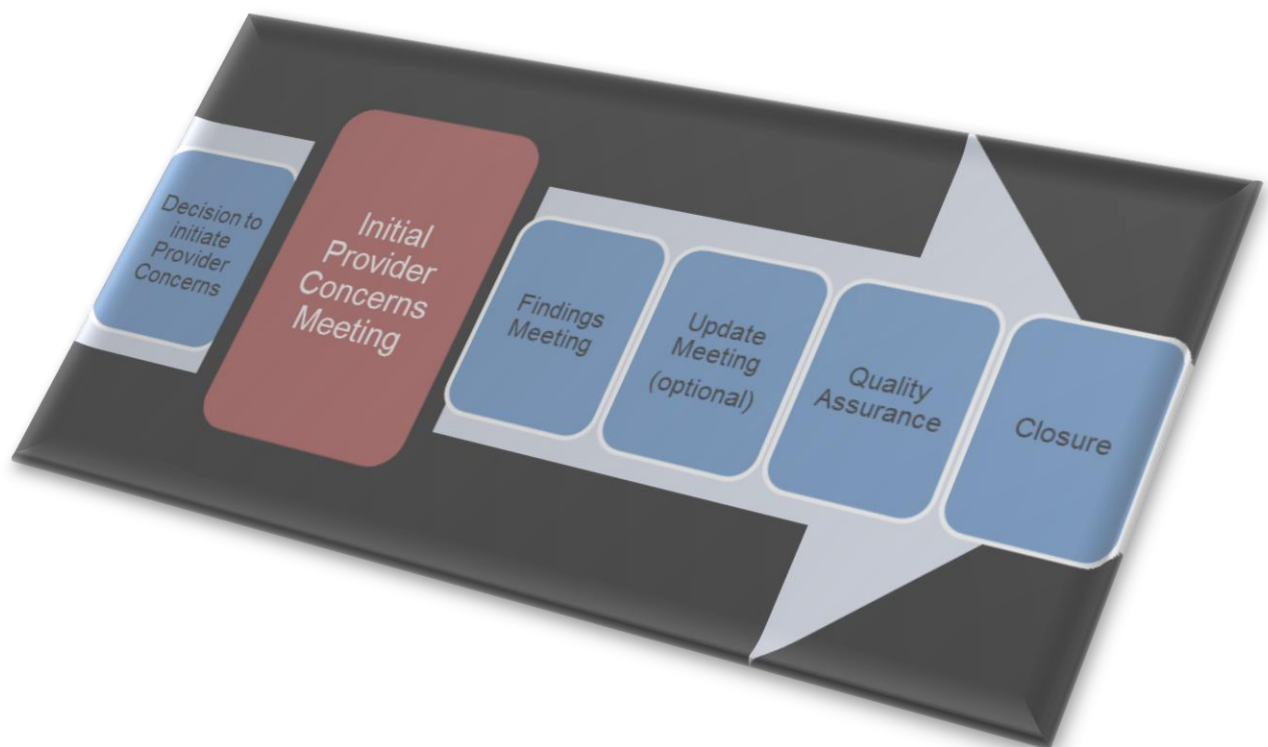 Decision to
initiate
Provider
Concerns
Initial
Provider
Concerns
Meeting
Findings
Meeting
Update
Meeting
(optional)
Quality
Assurance
Closure